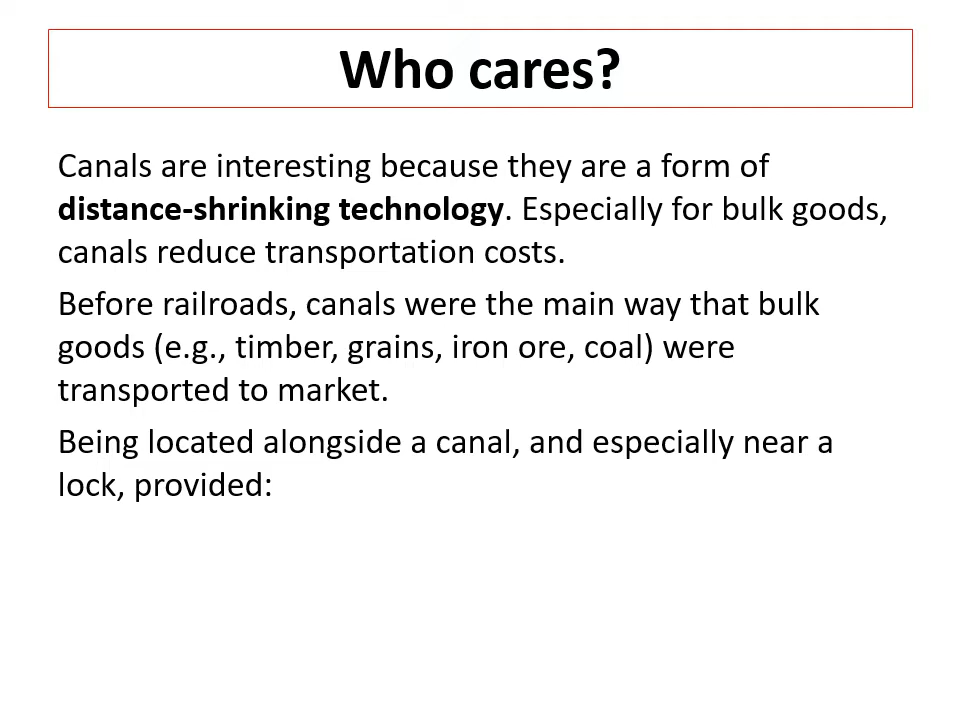 Who cares?
Canals are interesting because they are a form of
distance-shrinking technology. Especially for bulk goods,
canals reduce transportation costs.
Before railroads, canals were the main way that bulk
goods (e.g., timber, grains, iron ore, coal) were
transported to market.
Being located alongside a canal, and especially near a
lock, provided: